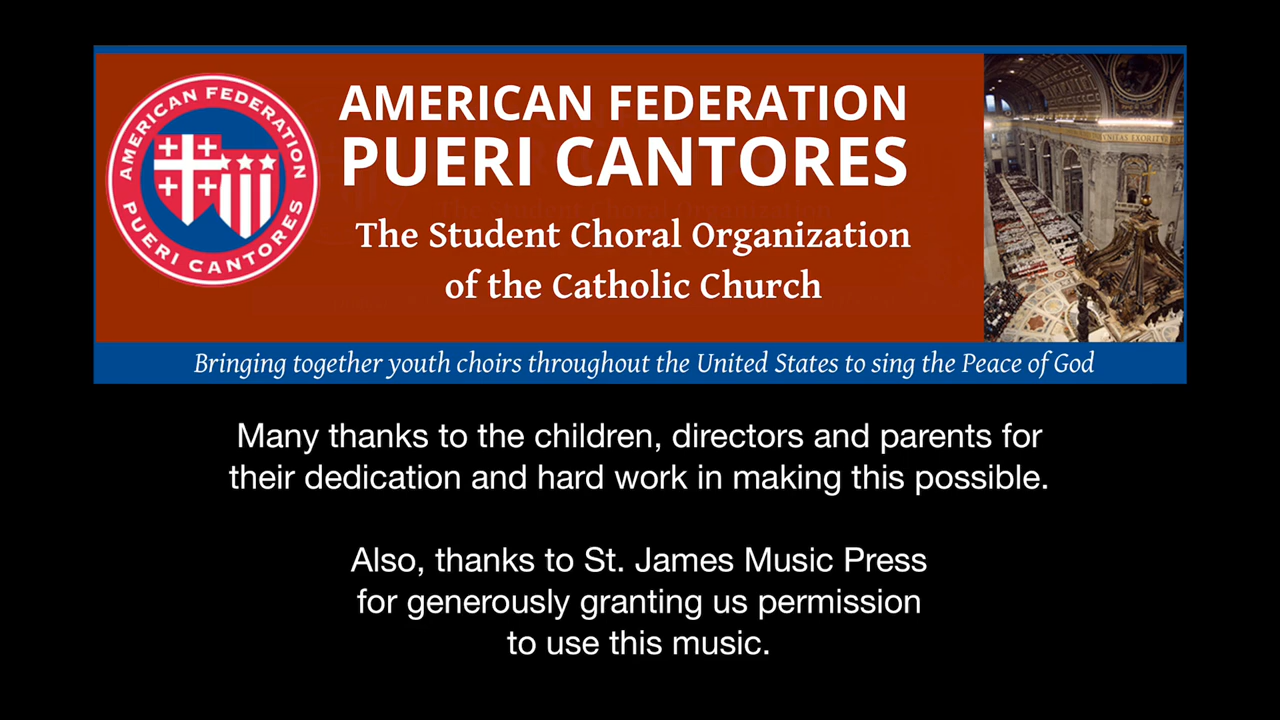 AMERICAN FEDERATION
PUERI CANTORES
AMERICAN FEDERATION
PUERI CANTORES
The Student Choral Organization
of the Catholic Church
Bringing together youth choirs throughout the United States to sing the Peace of God
Many thanks to the children, directors and parents for
their dedication and hard work in making this possible.
Also, thanks to St. James Music Press
for generously granting us permission
to use this music.